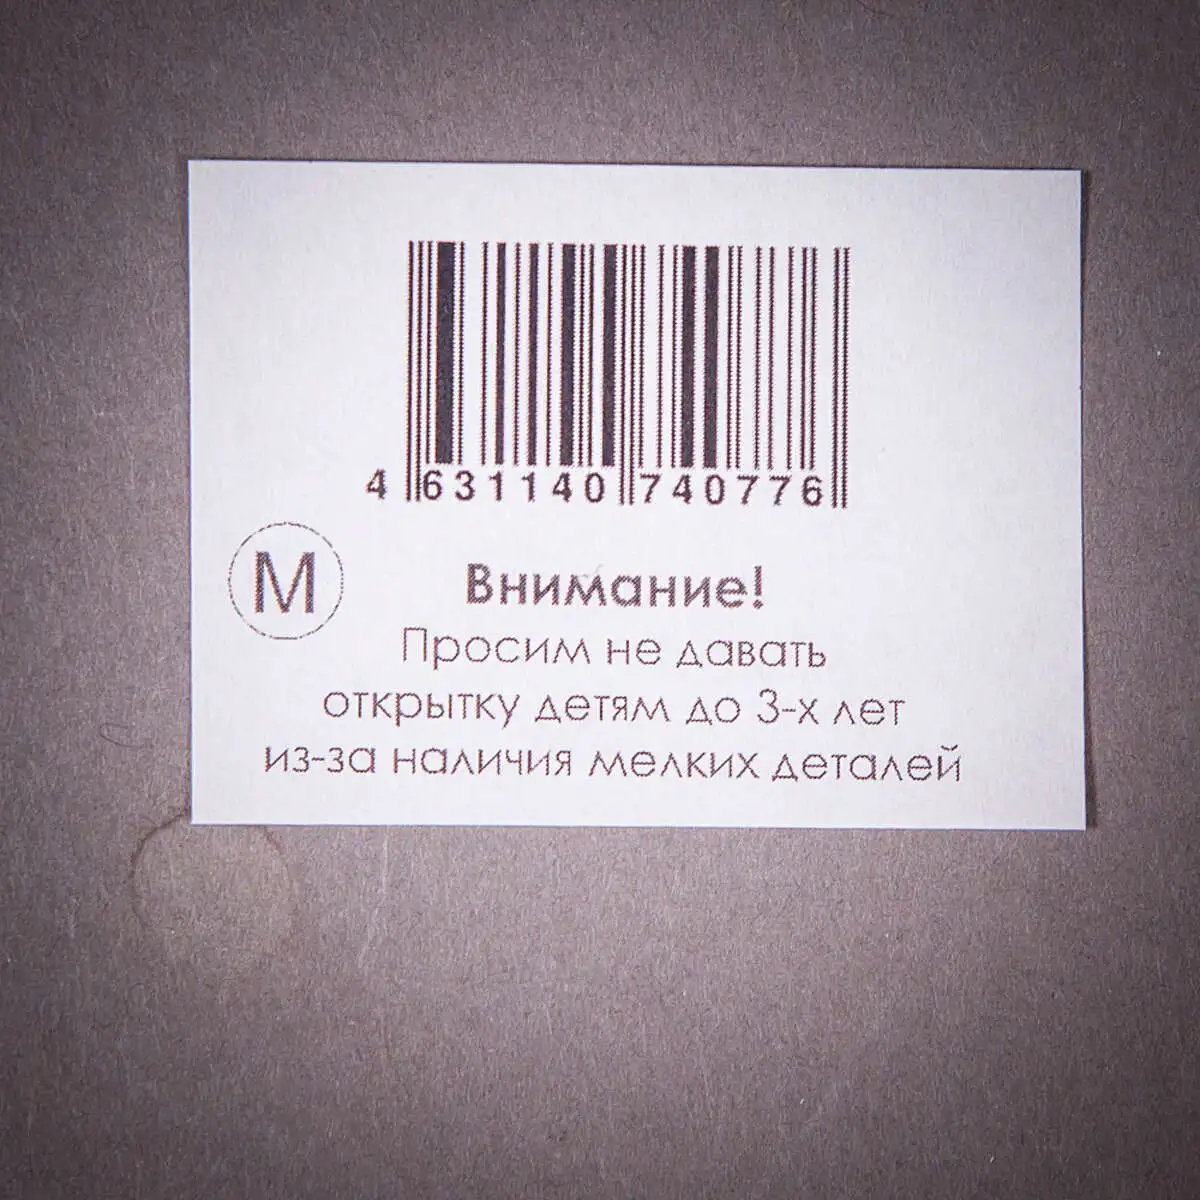 4 631140 740776
М
Внимание!
Просим не давать
открытку детям до 3-х лет
из-за наличия мелких деталей